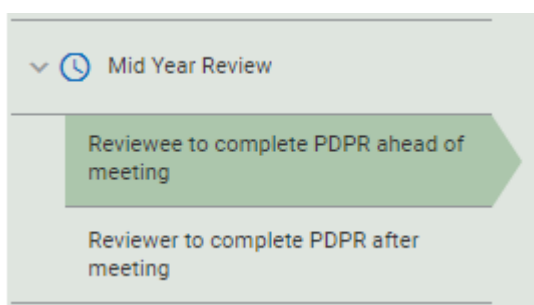 Mid Year Review
Reviewee to complete PDPR ahead of
meeting
Reviewer to complete PDPR after
meeting